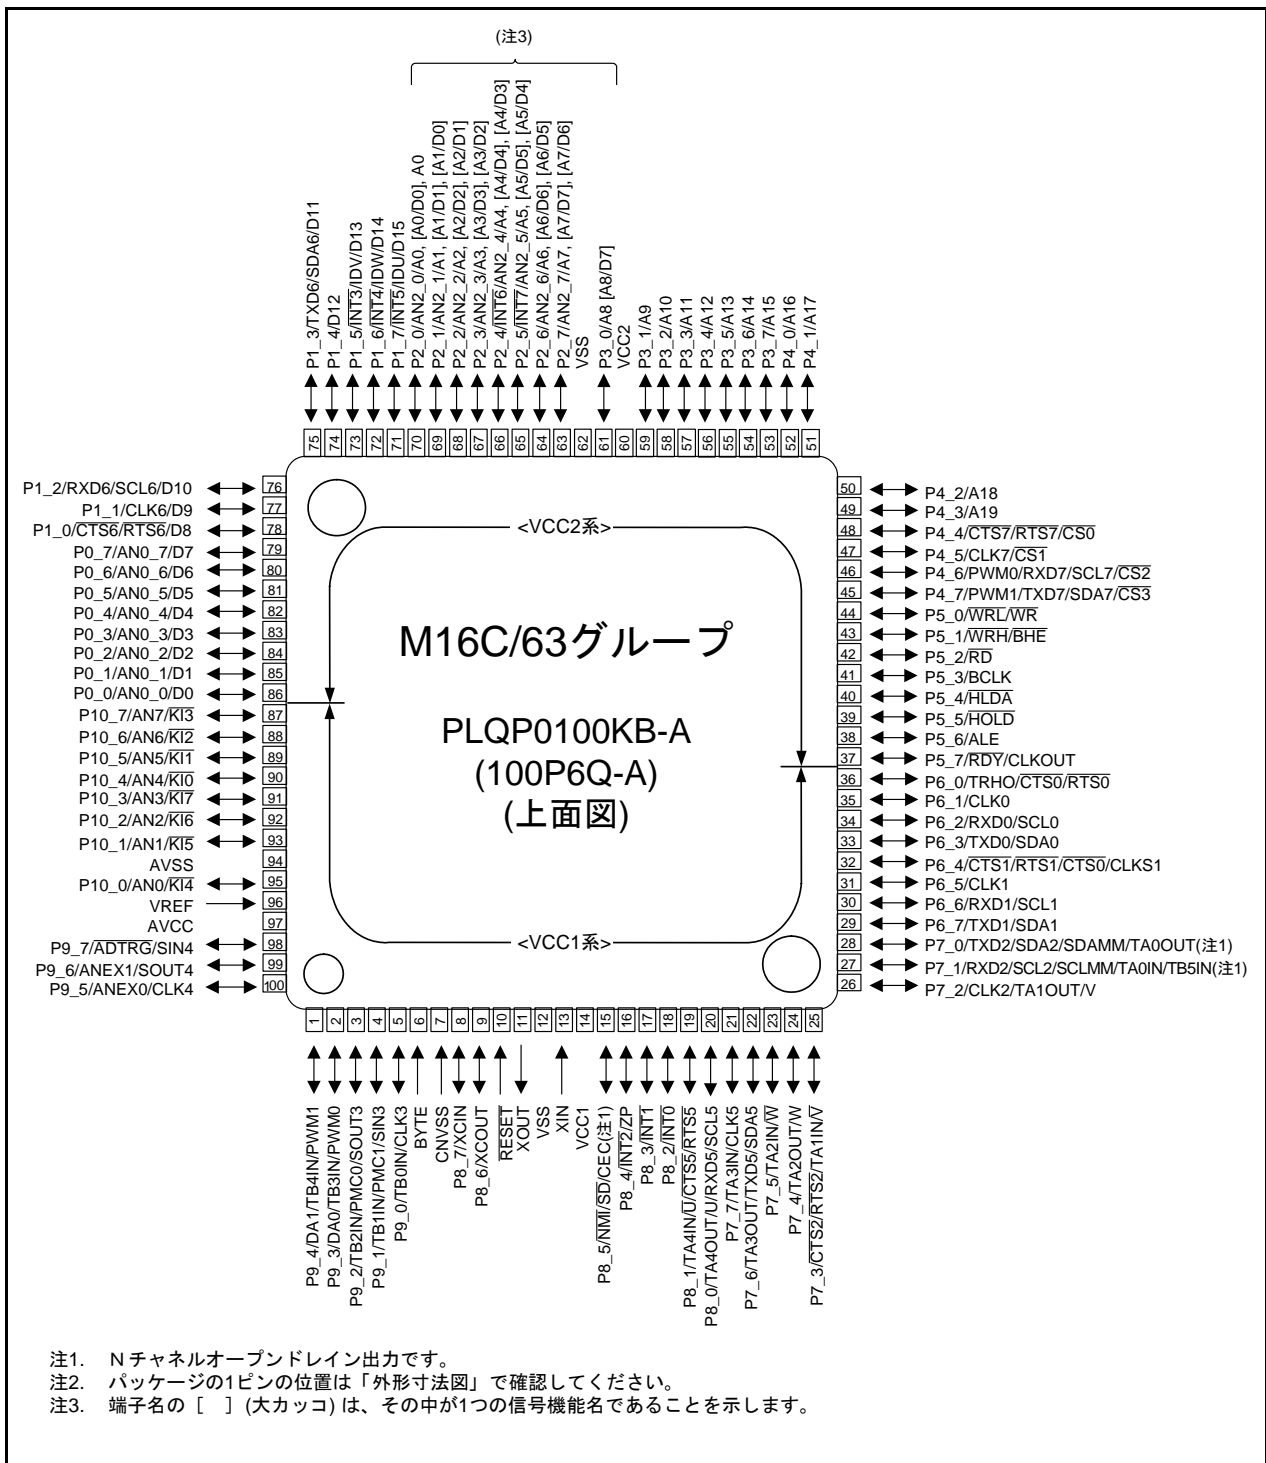 (注3)
P1_3/TXD6/SDA6/D11
P1_4/D12
P1_5/INT3/IDV/D13
P1_6/INT4/IDW/D14
P1_7/INT5/IDU/D15
P2_0/AN2_0/A0, [A0/D0], A0
P2_1/AN2_1/A1, [A1/D1], [A1/D0]
P2_2/AN2_2/A2, [A2/D2], [A2/D1]
P2_3/AN2_3/A3, [A3/D3], [A3/D2]
P2_4/INT6/AN2_4/A4, [A4/D4], [A4/D3]
P2_5/INT7/AN2_5/A5, [A5/D5], [A5/D4]
P2_6/AN2_6/A6, [A6/D6], [A6/D5]
P2_7/AN2_7/A7, [A7/D7], [A7/D6]
VSS
P3_0/A8 [A8/D7]
VCC2
P3_1/A9
P3_2/A10
P3_3/A11
P3_4/A12
P3_5/A13
P3_6/A14
P3_7/A15
P4_0/A16
P4_1/A17
75 74 73 72 71 70 69 68 67 66 65 64 63 62 61 60 59 58 57 56 55 54 53 52 51
P1_2/RXD6/SCL6/D10 76
P1_1/CLK6/D9 77
P1_0/CTS6/RTS6/D8 78
P0_7/AN0_7/D7 79
P0_6/AN0_6/D6 80
P0_5/AN0_5/D5 81
P0_4/AN0_4/D4 82
P0_3/AN0_3/D3 83
P0_2/AN0_2/D2 84
P0_1/AN0_1/D1 85
P0_0/AN0_0/D0 86
P10_7/AN7/KI3 87
P10_6/AN6/KI2 88
P10_5/AN5/KI1 89
P10_4/AN4/KI0 90
P10_3/AN3/KI7 91
P10_2/AN2/KI6 92
P10_1/AN1/KI5 93
AVSS 94
P10_0/AN0/KI4 95
VREF 96
AVCC 97
P9_7/ADTRG/SIN4 98
P9_6/ANEX1/SOUT4 99
P9_5/ANEX0/CLK4 100
<VCC2系>
M16C/63グループ
PLQP0100KB-A
(100P6Q-A)
(上面図)
<VCC1系>
50 P4_2/A18
49 P4_3/A19
48 P4_4/CTS7/RTS7/CS0
47 P4_5/CLK7/CS1
46 P4_6/PWM0/RXD7/SCL7/CS2
45 P4_7/PWM1/TXD7/SDA7/CS3
44 P5_0/WRL/WR
43 P5_1/WRH/BHE
42 P5_2/RD
41 P5_3/BCLK
40 P5_4/HLDA
39 P5_5/HOLD
38 P5_6/ALE
37 P5_7/RDY/CLKOUT
36 P6_0/TRHO/CTS0/RTS0
35 P6_1/CLK0
34 P6_2/RXD0/SCL0
33 P6_3/TXD0/SDA0
32 P6_4/CTS1/RTS1/CTS0/CLKS1
31 P6_5/CLK1
30 P6_6/RXD1/SCL1
29 P6_7/TXD1/SDA1
28 P7_0/TXD2/SDA2/SDAMM/TA0OUT(注1)
27 P7_1/RXD2/SCL2/SCLMM/TA0IN/TB5IN(注1)
26 P7_2/CLK2/TA1OUT/V
1 2 3 4 5 6 7 8 9 10 11 12 13 14 15 16 17 18 19 20 21 22 23 24 25
P9_4/DA1/TB4IN/PWM1
P9_3/DA0/TB3IN/PWM0
P9_2/TB2IN/PMC0/SOUT3
P9_1/TB1IN/PMC1/SIN3
P9_0/TB0IN/CLK3
BYTE
CNVSS
P8_7/XCIN
P8_6/XCOUT
RESET
XOUT
VSS
XIN
VCC1
P8_5/NMI/SD/CEC(注1)
P8_4/INT2/ZP
P8_3/INT1
P8_2/INT0
P8_1/TA4IN/U/CTS5/RTS5
P8_0/TA4OUT/U/RXD5/SCL5
P7_7/TA3IN/CLK5
P7_6/TA3OUT/TXD5/SDA5
P7_5/TA2IN/W
P7_4/TA2OUT/W
P7_3/CTS2/RTS2/TA1IN/V
注1. Nチャネルオープンドレイン出力です。
注2. パッケージの1ピンの位置は「外形寸法図」で確認してください。
注3. 端子名の［ ］(大カッコ) は、その中が1つの信号機能名であることを示します。